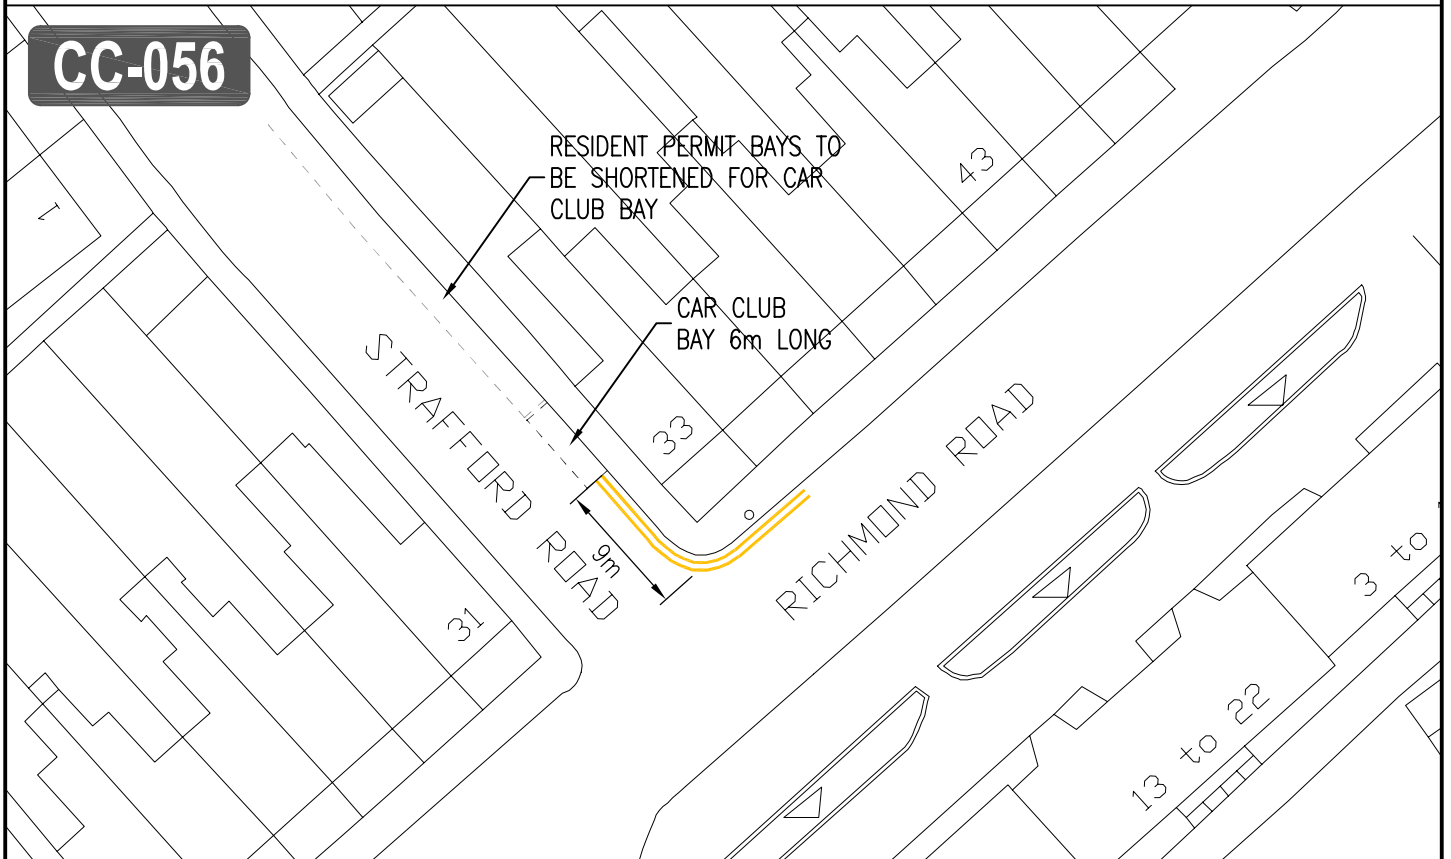 CC-056
RESIDENT PERMIT BAYS TO
BE SHORTENED FOR CAR
CLUB BAY
43
1
CAR CLUB
BAY 6m LONG
STRAFFORD ROAD
33
RICHMOND ROAD
9m
31
3 to
13 to 22